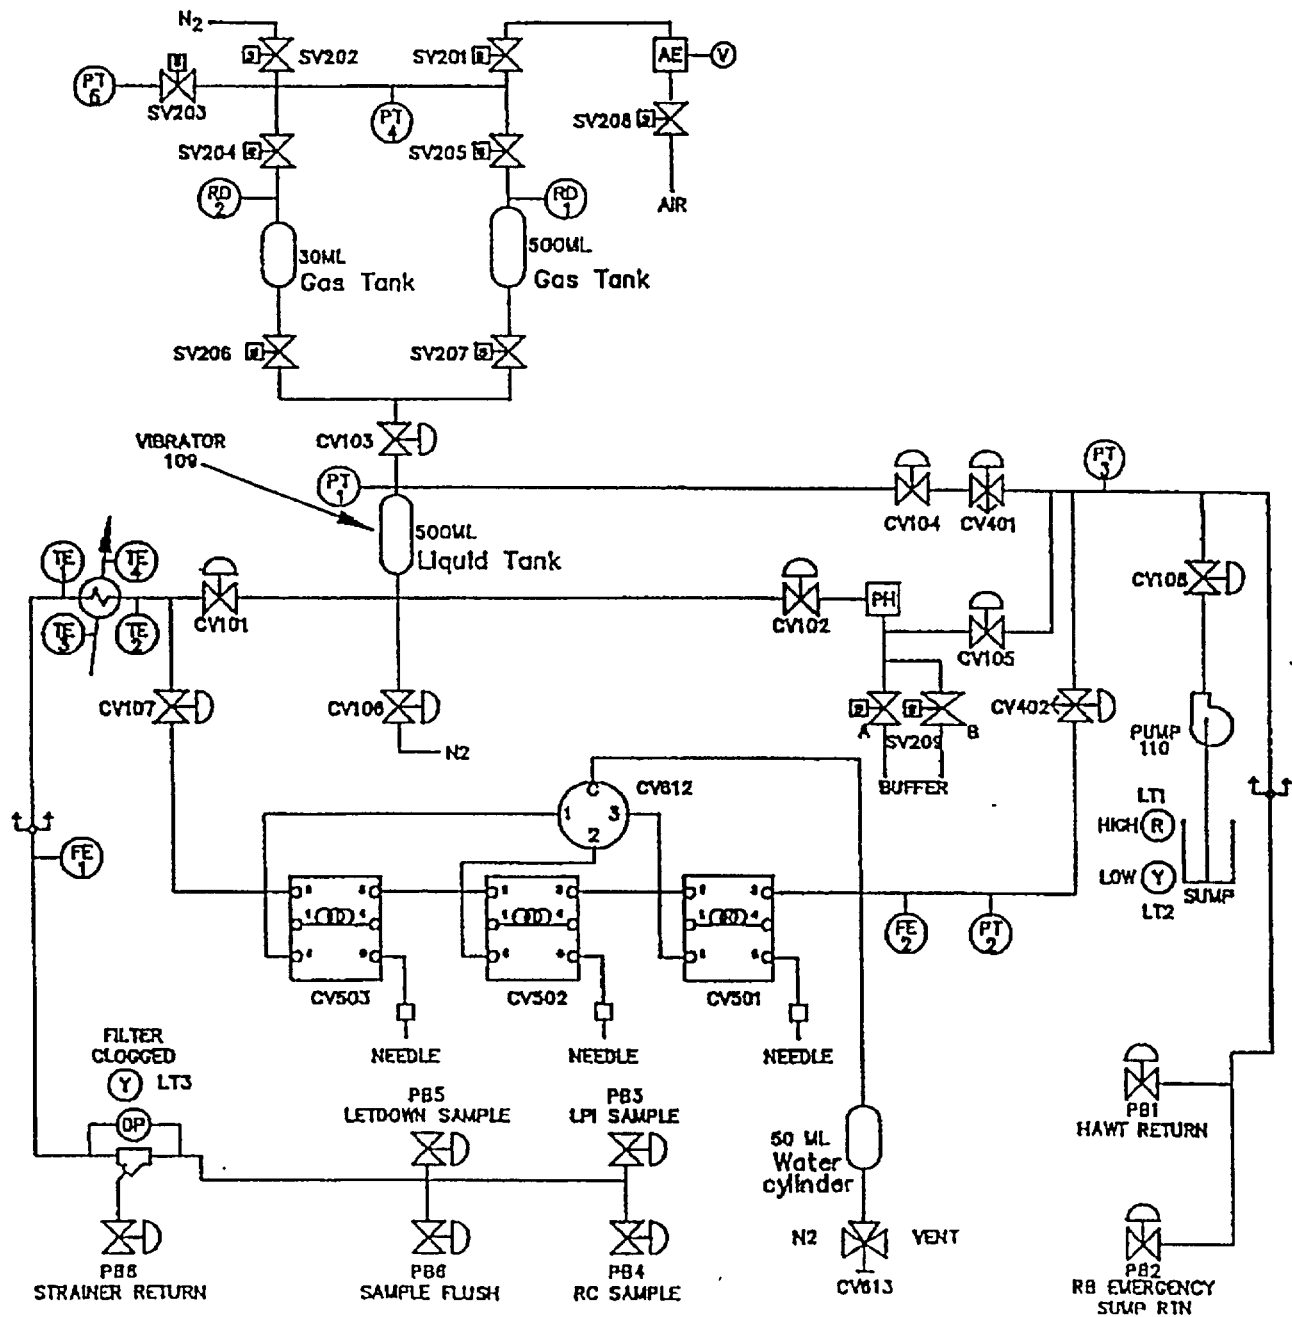 N2
SV202
SV201
AE
V
PT
5
SV203
PT
4
SV208
SV204
SV205
RD
2
RD
1
AIR
30ML
Gas Tank
500ML
Gas Tank
SV206
SV207
CV103
VIBRATOR
109
PT
1
PT
3
CV104
CV401
500ML
Liquid Tank
TE
1
TE
4
TE
3
TE
2
CV101
CV102
PH
CV108
CV105
CV107
CV106
CV402
N2
A
SV209
B
PUMP
110
BUFFER
CV612
C
1
3
2
LT1
HIGH
R
LOW
Y
LT2
SUMP
FE
1
FE
2
PT
2
CV503
CV502
CV501
NEEDLE
NEEDLE
NEEDLE
FILTER
CLOGGED
Y
LT3
DP
PB5
LETDOWN SAMPLE
PB3
LPI SAMPLE
50 ML
Water
cylinder
PB1
HAWT RETURN
N2
VENT
CV613
PB8
STRAINER RETURN
PB6
SAMPLE FLUSH
PB4
RC SAMPLE
PB2
RB EMERGENCY
SUMP RTN